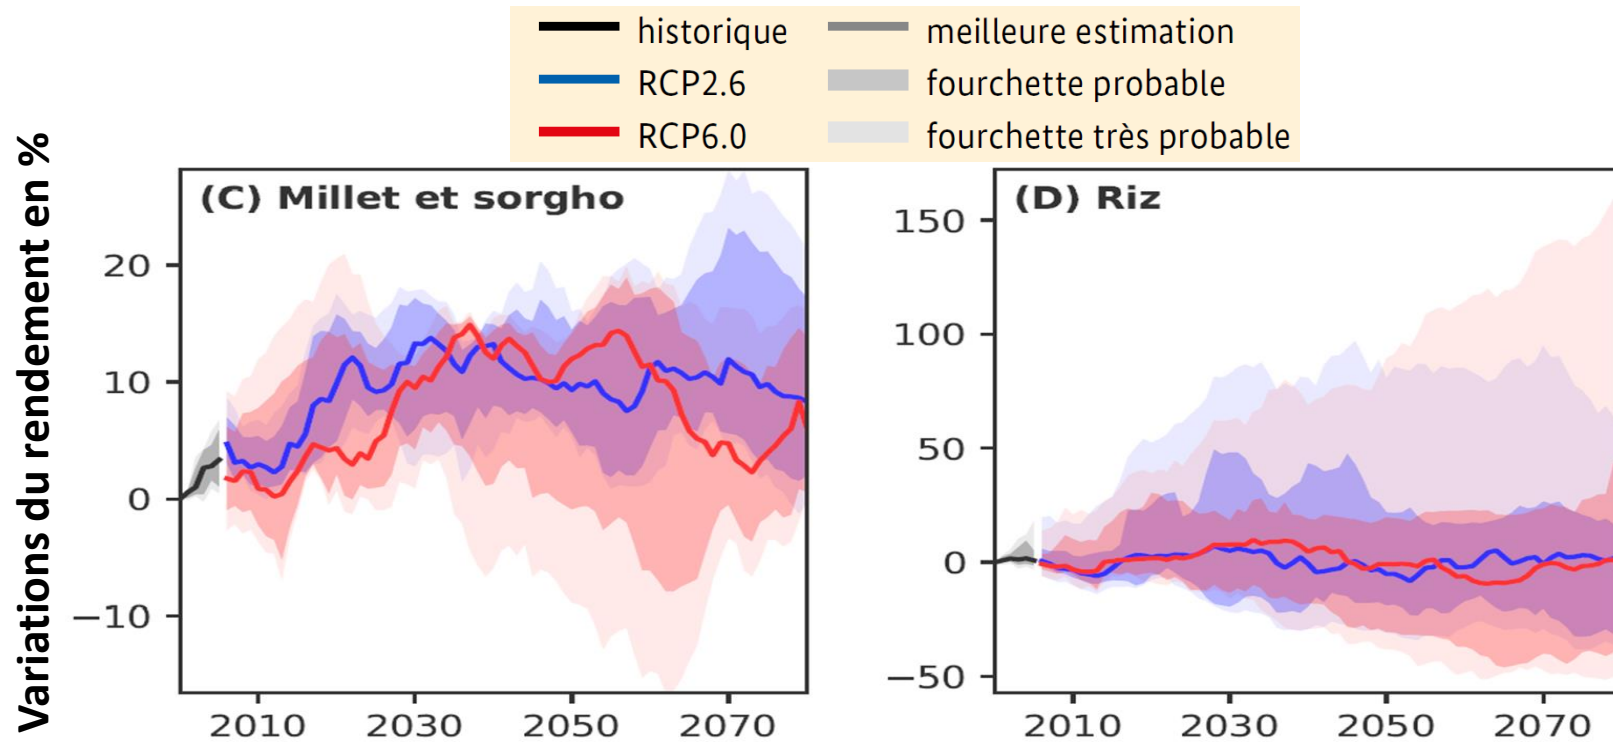 historique
meilleure estimation
RCP2.6
fourchette probable
RCP6.0
fourchette très probable
Variations du rendement en %
(C) Millet et sorgho
20
10
0
−10
2010 2030 2050 2070
(D) Riz
150
100
50
0
−50
2010 2030 2050 2070